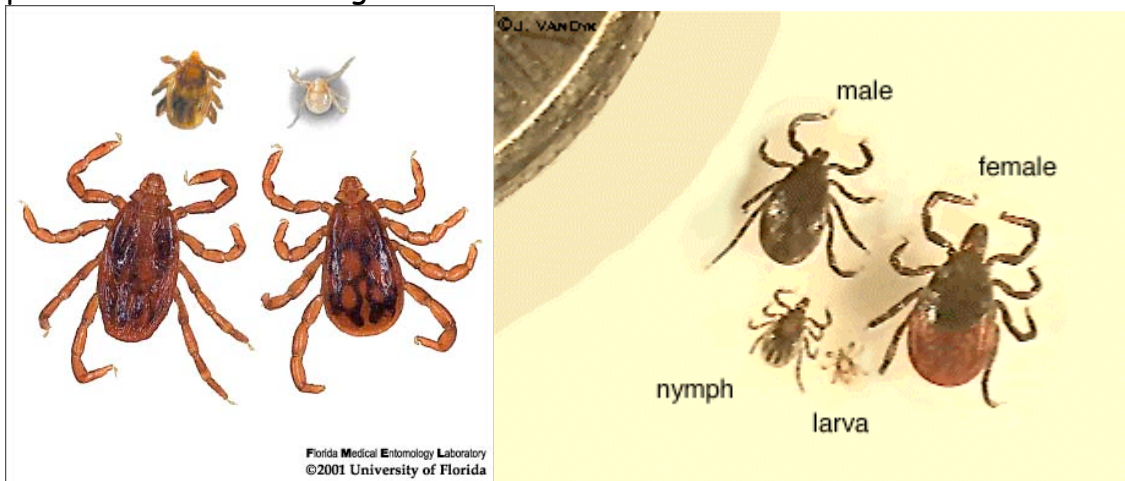 Florida Medical Entomology Laboratory
©2001 University of Florida
©J. VANDYK
male
female
nymph
larva